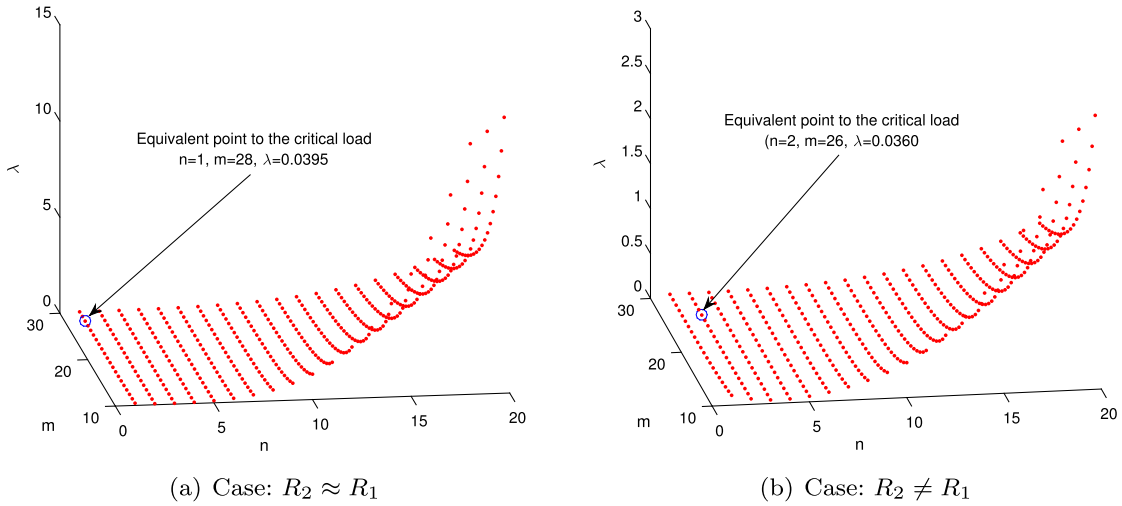 15
10
5
0
λ
Equivalent point to the critical load
n=1, m=28, λ=0.0395
30
20
10
m
0
5
10
15
20
n
(a) Case: R₂ ≈ R₁
3
2.5
2
1.5
1
0.5
0
λ
Equivalent point to the critical load
(n=2, m=26, λ=0.0360
30
20
10
m
0
5
10
15
20
n
(b) Case: R₂ ≠ R₁